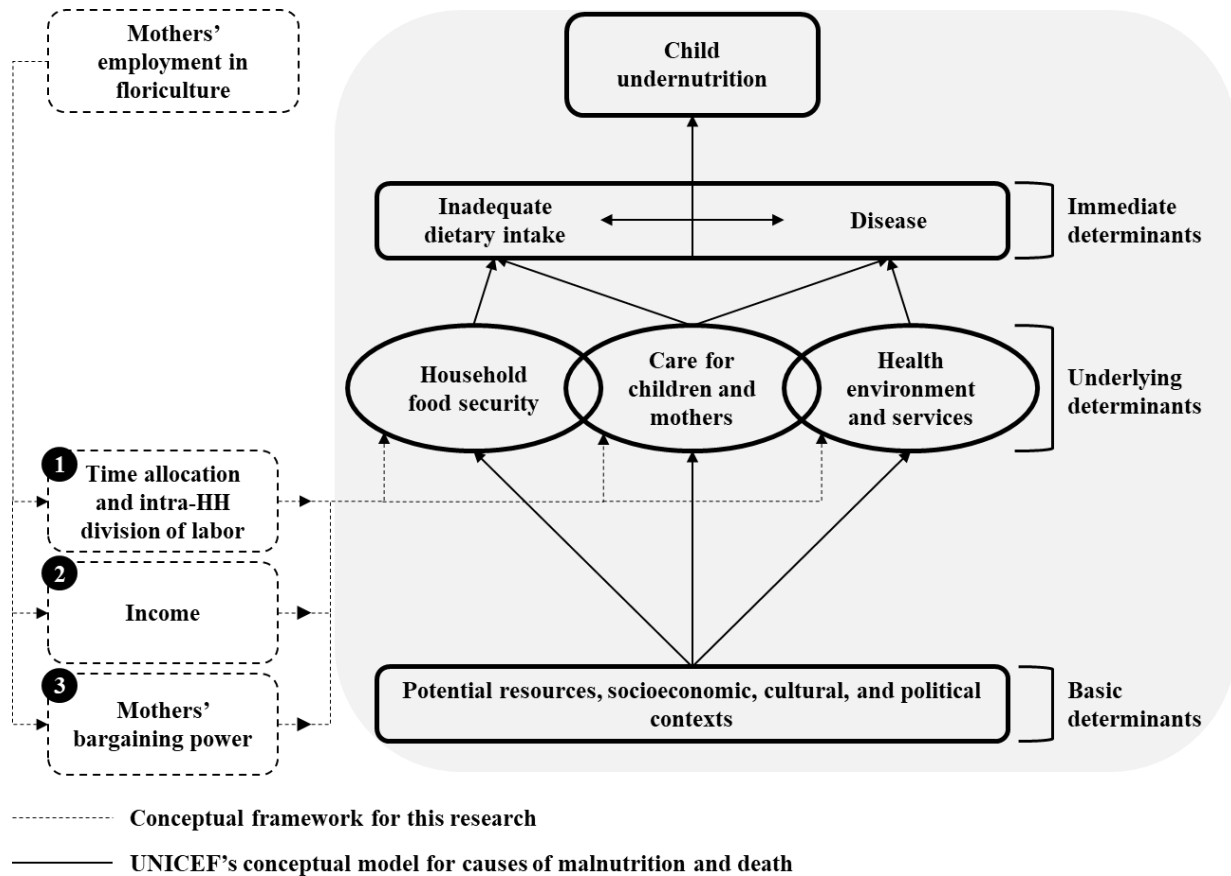 Mothers'
employment in
floriculture
Child
undernutrition
Inadequate
dietary intake
Disease
Immediate
determinants
Household
food security
Care for
children and
mothers
Health
environment
and services
Underlying
determinants
1
Time allocation
and intra-HH
division of labor
2
Income
3
Mothers'
bargaining power
Potential resources, socioeconomic, cultural, and political
contexts
Basic
determinants
Conceptual framework for this research
UNICEF's conceptual model for causes of malnutrition and death